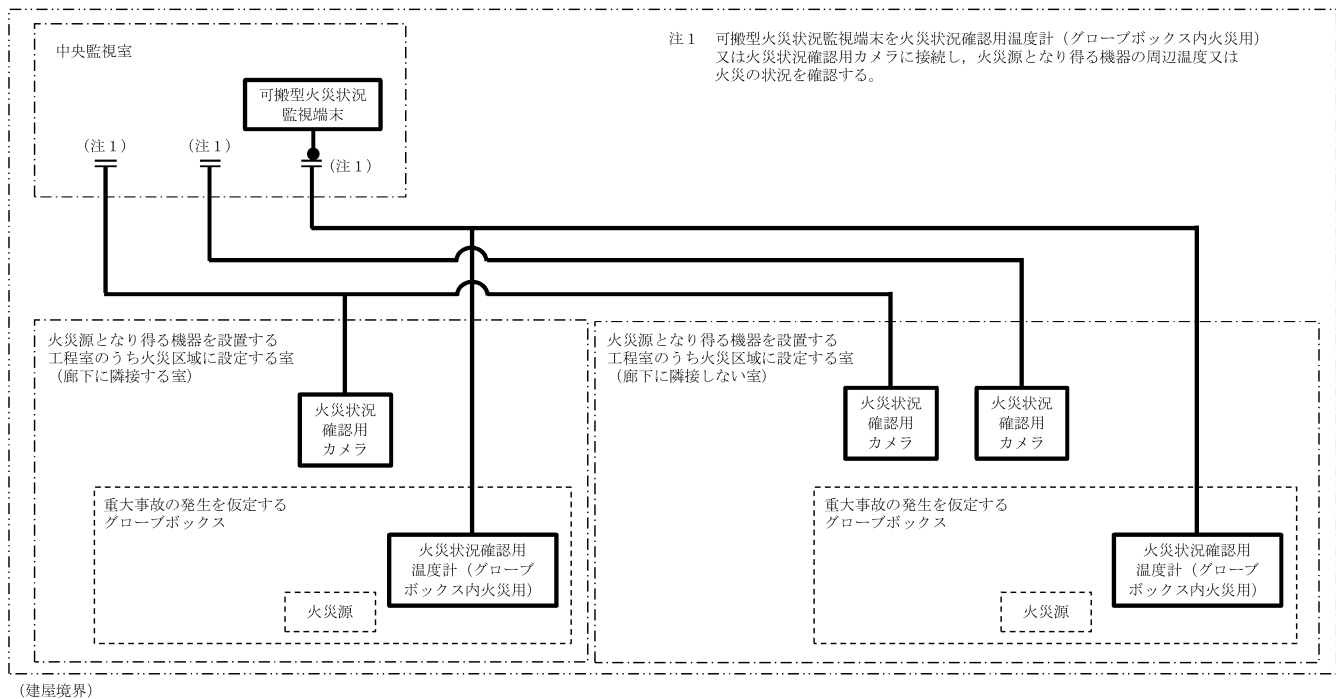 中央監視室
注１　可搬型火災状況監視端末を火災状況確認用温度計（グローブボックス内火災用）
又は火災状況確認用カメラに接続し，火災源となり得る機器の周辺温度又は
火災の状況を確認する。
可搬型火災状況
監視端末
（注１）
（注１）
（注１）
火災源となり得る機器を設置する
工程室のうち火災区域に設定する室
（廊下に隣接する室）
火災源となり得る機器を設置する
工程室のうち火災区域に設定する室
（廊下に隣接しない室）
火災状況
確認用
カメラ
火災状況
確認用
カメラ
火災状況
確認用
カメラ
重大事故の発生を仮定する
グローブボックス
火災状況確認用
温度計（グローブ
ボックス内火災用）
火災源
重大事故の発生を仮定する
グローブボックス
火災状況確認用
温度計（グローブ
ボックス内火災用）
火災源
（建屋境界）